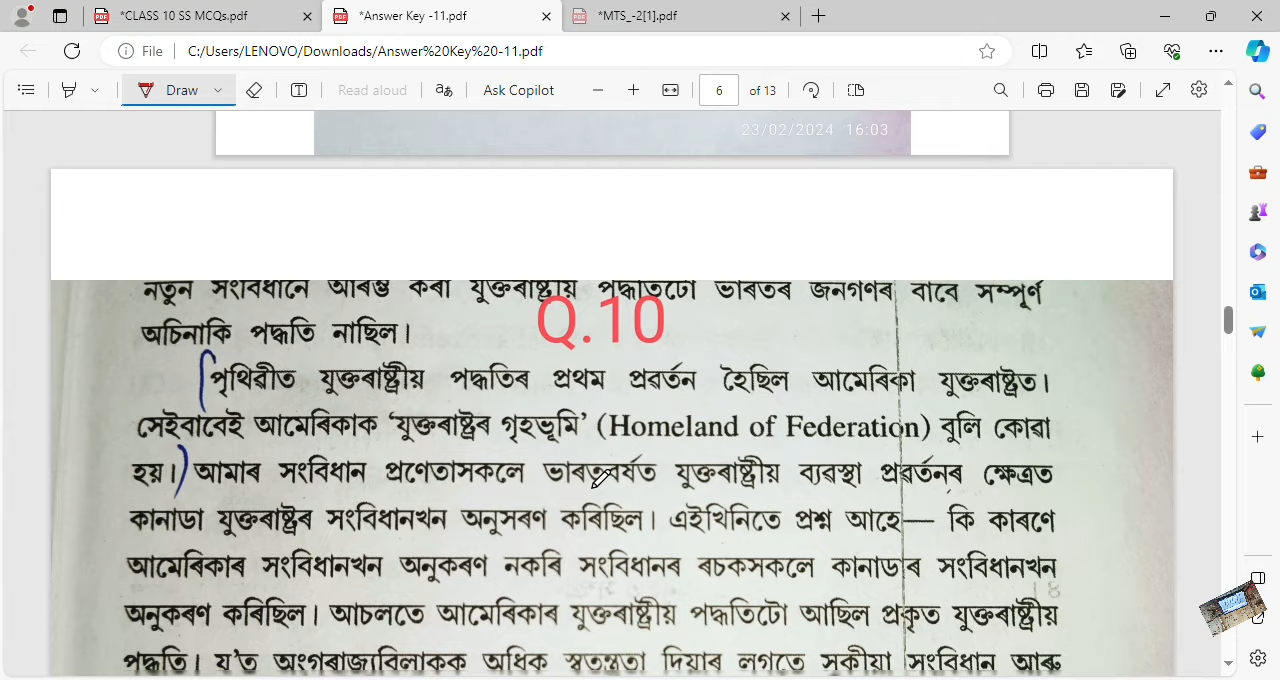 *CLASS 10 SS MCQs.pdf
*Answer Key -11.pdf
*MTS_-2[1].pdf
File
C:/Users/LENOVO/Downloads/Answer%20Key%20-11.pdf
Draw
Read aloud
Ask Copilot
6
of 13
23/02/2024 16:03
নতুন সংবিধানে আৰম্ভ কৰা যুক্তৰাষ্ট্ৰীয় পদ্ধতিটো ভাৰতৰ জনগণৰ বাবে সম্পূৰ্ণ
Q.10
অচিনাকি পদ্ধতি নাছিল।
পৃথিৱীত যুক্তৰাষ্ট্ৰীয় পদ্ধতিৰ প্ৰথম প্ৰৱৰ্তন হৈছিল আমেৰিকা যুক্তৰাষ্ট্ৰত।
সেইবাবেই আমেৰিকাক ‘যুক্তৰাষ্ট্ৰৰ গৃহভূমি’ (Homeland of Federation) বুলি কোৱা
হয়। আমাৰ সংবিধান প্ৰণেতাসকলে ভাৰতবৰ্ষত যুক্তৰাষ্ট্ৰীয় ব্যৱস্থা প্ৰৱৰ্তনৰ ক্ষেত্ৰত
কানাডা যুক্তৰাষ্ট্ৰৰ সংবিধানখন অনুসৰণ কৰিছিল। এইখিনিতে প্ৰশ্ন আহে— কি কাৰণে
আমেৰিকাৰ সংবিধানখন অনুকৰণ নকৰি সংবিধানৰ ৰচকসকলে কানাডাৰ সংবিধানখন
অনুকৰণ কৰিছিল। আচলতে আমেৰিকাৰ যুক্তৰাষ্ট্ৰীয় পদ্ধতিটো আছিল প্ৰকৃত যুক্তৰাষ্ট্ৰীয়
পদ্ধতি। য'ত অংগৰাজ্যবিলাকক অধিক স্বতন্ত্ৰতা দিয়াৰ লগতে সকীয়া সংবিধান আৰু